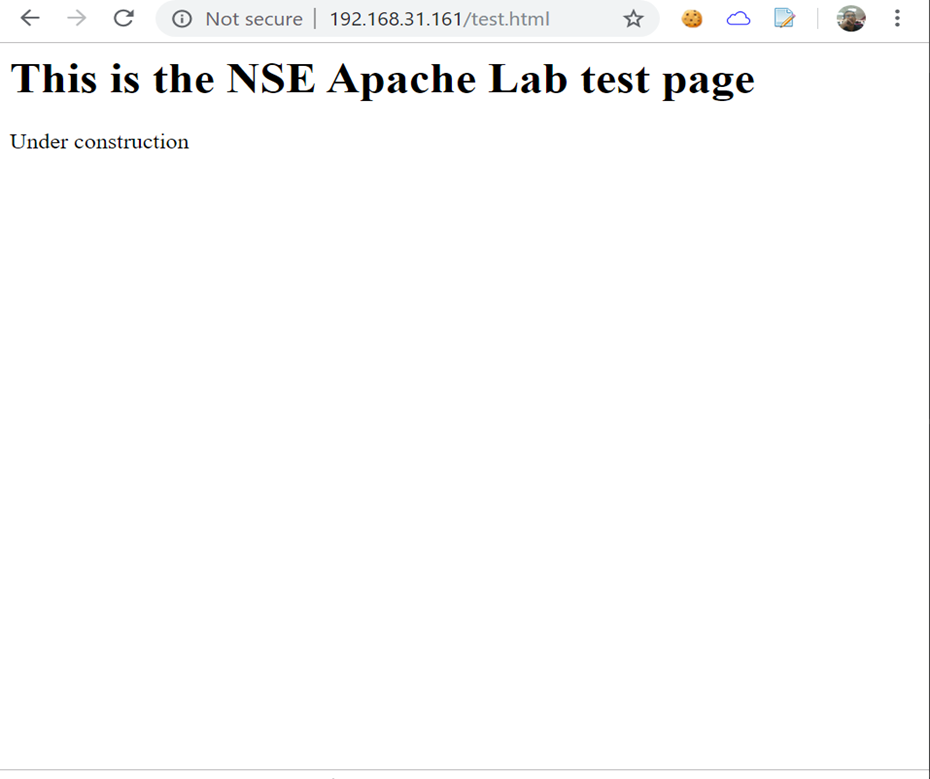 Not secure | 192.168.31.161/test.html
This is the NSE Apache Lab test page
Under construction